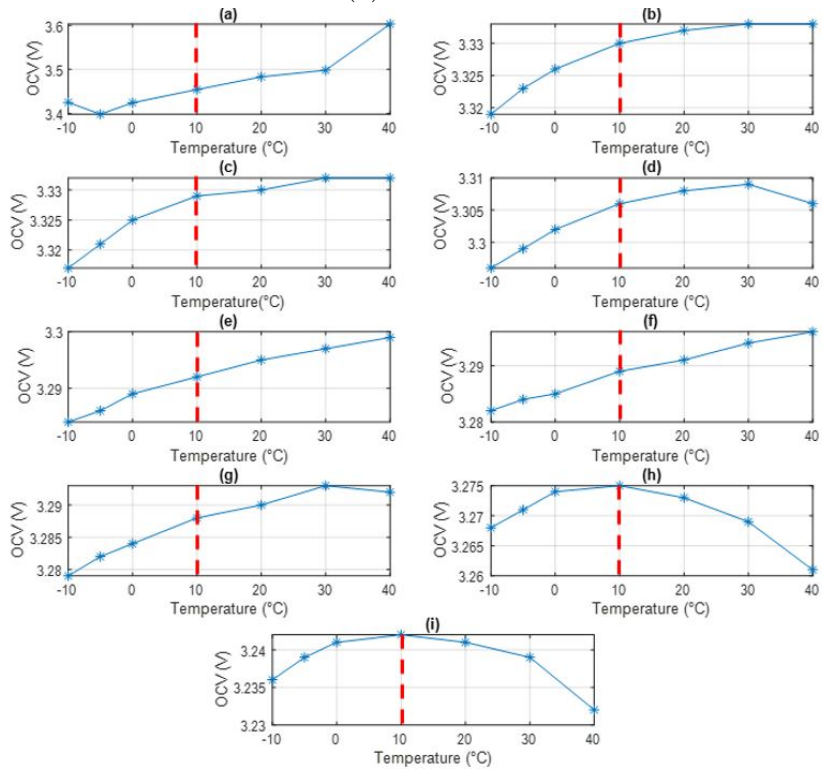 (a)
3.6
3.5
3.4
OCV (V)
-10 0 10 20 30 40
Temperature (°C)
(b)
3.33
3.325
3.32
OCV (V)
-10 0 10 20 30 40
Temperature (°C)
(c)
3.33
3.325
3.32
OCV (V)
-10 0 10 20 30 40
Temperature(°C)
(d)
3.31
3.305
3.3
OCV (V)
-10 0 10 20 30 40
Temperature (°C)
(e)
3.3
3.29
3.28
OCV (V)
-10 0 10 20 30 40
Temperature (°C)
(f)
3.29
3.28
OCV (V)
-10 0 10 20 30 40
Temperature (°C)
(g)
3.29
3.285
3.28
OCV (V)
-10 0 10 20 30 40
Temperature (°C)
(h)
3.275
3.27
3.265
3.26
OCV (V)
-10 0 10 20 30 40
Temperature (°C)
(i)
3.24
3.235
3.23
OCV (V)
-10 0 10 20 30 40
Temperature (°C)